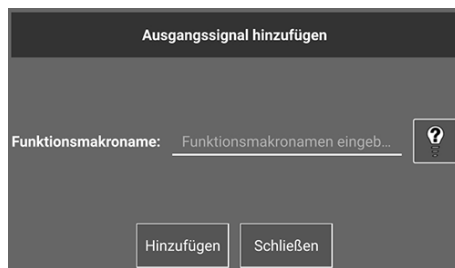 Ausgangssignal hinzufügen
Funktionsmakroname: Funktionsmakronamen eingeb...
Hinzufügen Schließen